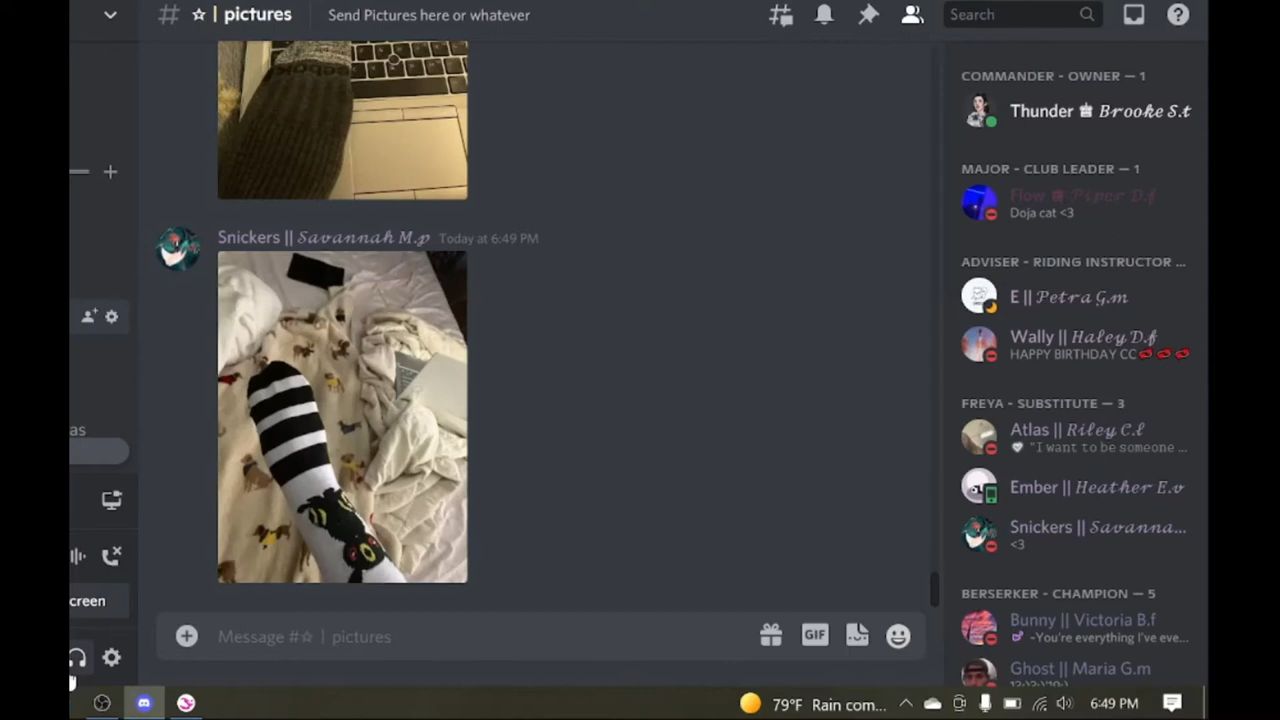 # ☆ | pictures
Send Pictures here or whatever
Search
Snickers || 𝓢𝓪𝓿𝓪𝓷𝓷𝓪𝓱 𝓜.𝓹 Today at 6:49 PM
as
creen
Message #☆ | pictures
GIF
COMMANDER - OWNER — 1
Thunder ♚ 𝓑𝓻𝓸𝓸𝓴𝓮 𝓢.𝓽
MAJOR - CLUB LEADER — 1
Flow ♚ 𝓟𝓲𝓹𝓮𝓻 𝓓.𝓯
Doja cat <3
ADVISER - RIDING INSTRUCTOR ...
E || 𝓟𝓮𝓽𝓻𝓪 𝓖.𝓶
Wally || 𝓗𝓪𝓵𝓮𝔂 𝓓.𝓯
HAPPY BIRTHDAY CC
FREYA - SUBSTITUTE — 3
Atlas || 𝓡𝓲𝓵𝓮𝔂 𝓒.𝓵
"I want to be someone ...
Ember || 𝓗𝓮𝓪𝓽𝓱𝓮𝓻 𝓔.𝓿
Snickers || 𝓢𝓪𝓿𝓪𝓷𝓷𝓪...
<3
BERSERKER - CHAMPION — 5
Bunny || Victoria B.f
-You're everything I've eve...
Ghost || Maria G.m
79°F Rain com...
6:49 PM